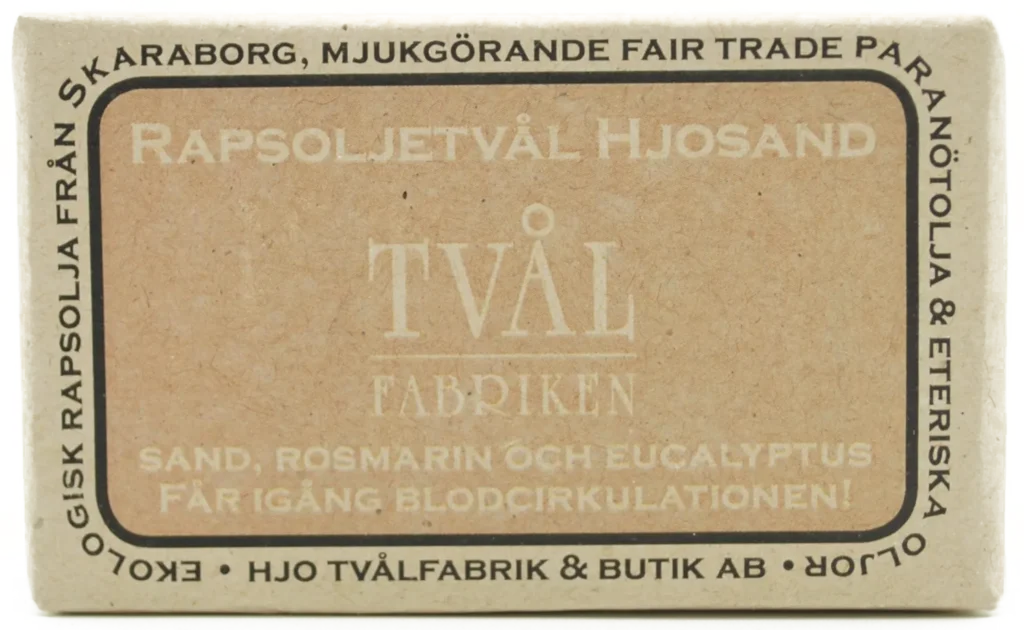 EKOLOGISK RAPSOLJA FRÅN SKARABORG, MJUKGÖRANDE FAIR TRADE PARANÖTOLJA & ETERISKA OLJOR
RAPSOLJETVÅL HJOSAND
TVÅL
FABRIKEN
SAND, ROSMARIN OCH EUCALYPTUS
FÅR IGÅNG BLODCIRKULATIONEN!
• HJO TVÅLFABRIK & BUTIK AB •